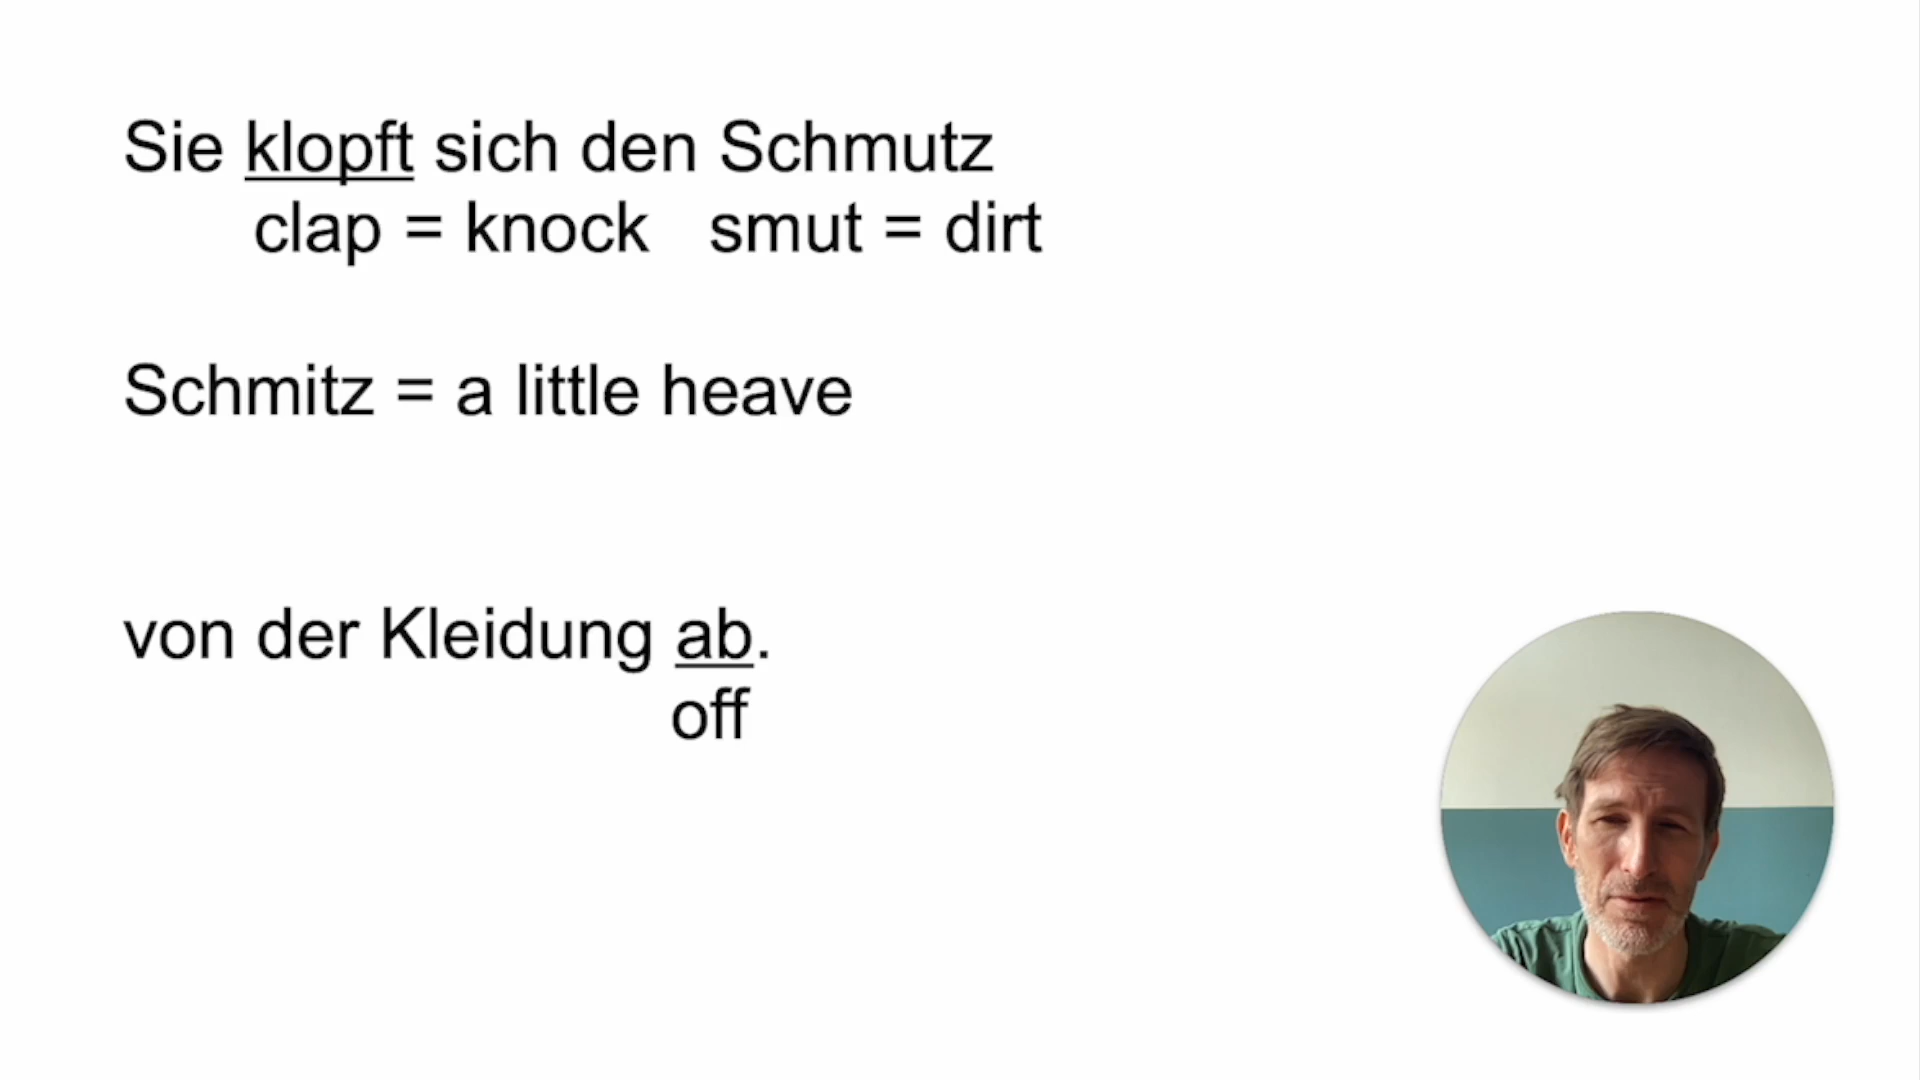 Sie klopft sich den Schmutz
clap = knock smut = dirt
Schmitz = a little heave
von der Kleidung ab.
off